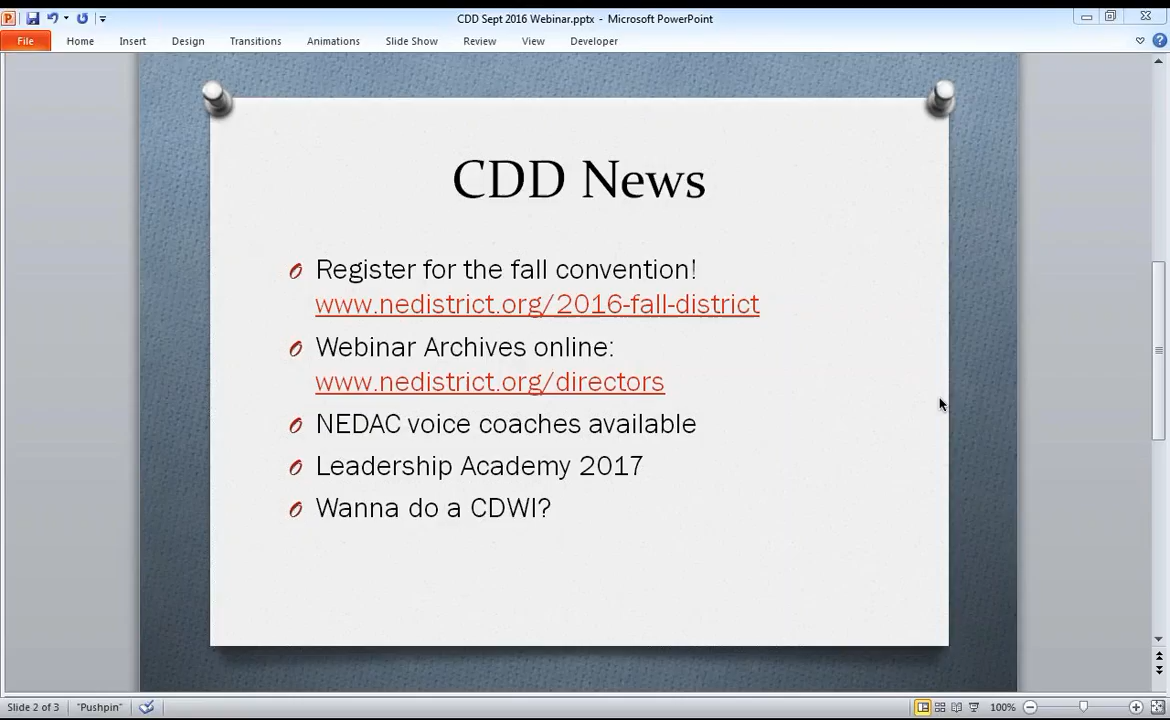 CDD Sept 2016 Webinar.pptx - Microsoft PowerPoint
File Home Insert Design Transitions Animations Slide Show Review View Developer
CDD News
Register for the fall convention!
www.nedistrict.org/2016-fall-district
Webinar Archives online:
www.nedistrict.org/directors
NEDAC voice coaches available
Leadership Academy 2017
Wanna do a CDWI?
Slide 2 of 3 "Pushpin" 100%